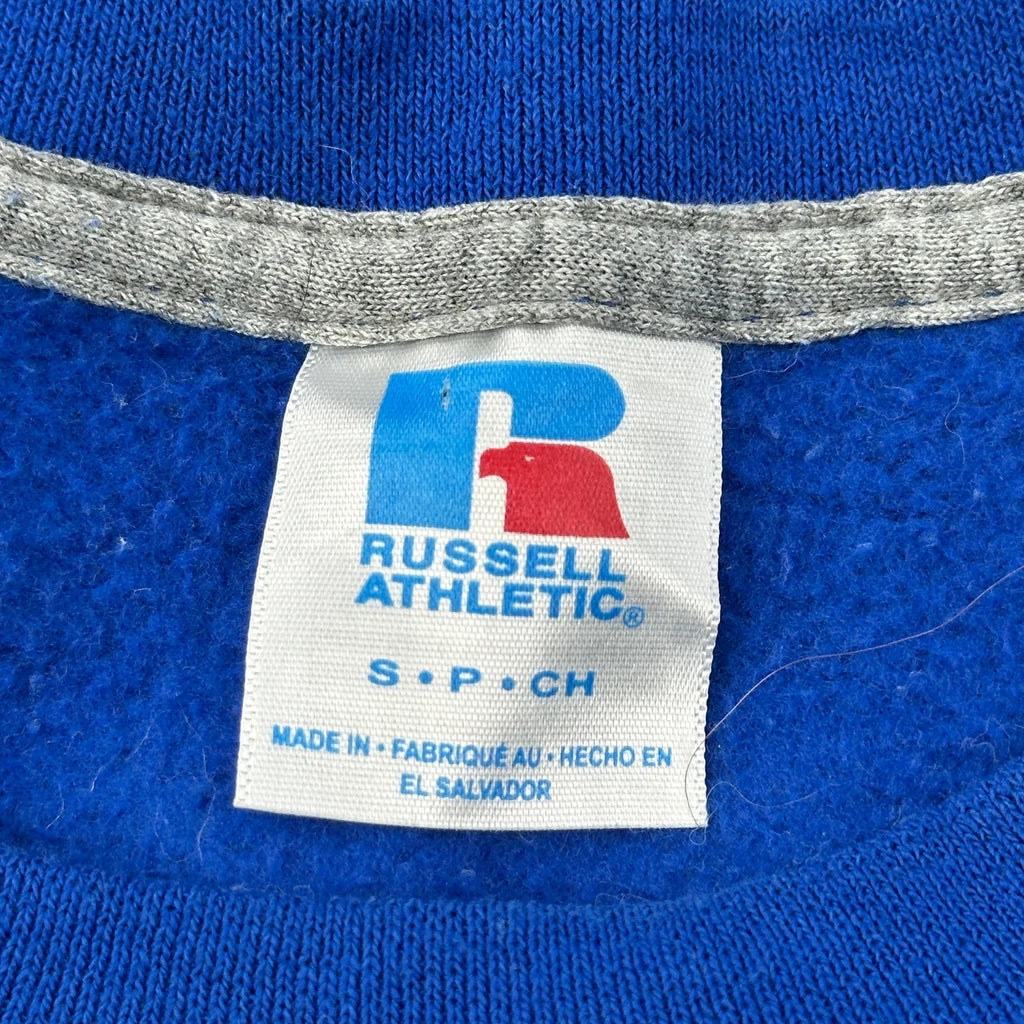 R
RUSSELL
ATHLETIC®
S • P • CH
MADE IN • FABRIQUÉ AU • HECHO EN
EL SALVADOR